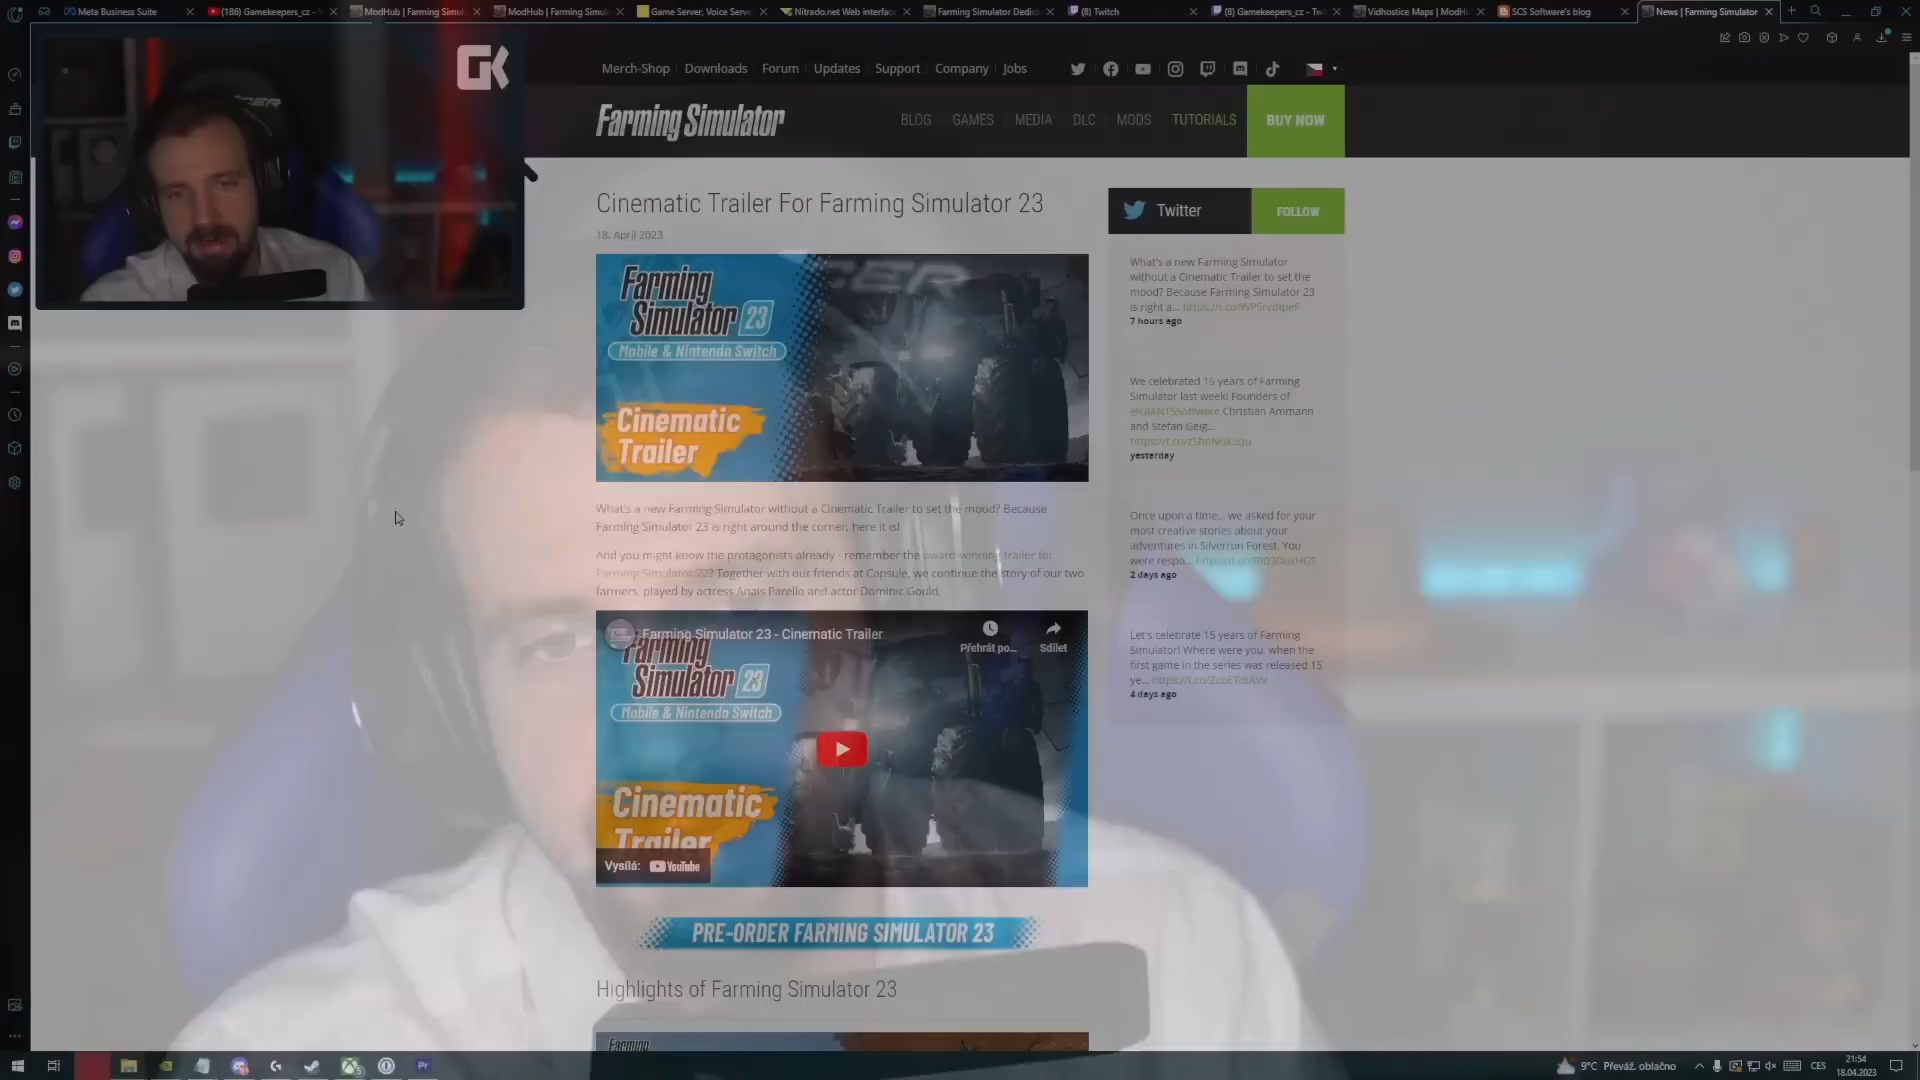 Meta Business Suite
(186) Gamekeepers_cz -
ModHub | Farming Simul
ModHub | Farming Simul
Game Server, Voice Serve
Nitrado.net Web interface
Farming Simulator Dedic
(8) Twitch
(8) Gamekeepers_cz - Tw
Vidhostice Maps | ModH
SCS Software's blog
News | Farming Simulator
GK
Merch-Shop
Downloads
Forum
Updates
Support
Company
Jobs
Farming Simulator
BLOG
GAMES
MEDIA
DLC
MODS
TUTORIALS
BUY NOW
Cinematic Trailer For Farming Simulator 23
18. April 2023
Farming
Simulator 23
Mobile & Nintendo Switch
Cinematic
Trailer
What's a new Farming Simulator without a Cinematic Trailer to set the mood? Because
Farming Simulator 23 is right around the corner, here it is!
And you might know the protagonists already - remember the award-winning trailer for
Farming Simulator 22? Together with our friends at Capsule, we continue the story of our two
farmers, played by actress Anais Parello and actor Dominic Gould.
Farming Simulator 23 - Cinematic Trailer
Přehrát po...
Sdílet
Farming
Simulator 23
Mobile & Nintendo Switch
Cinematic
Trailer
Vysílá: YouTube
PRE-ORDER FARMING SIMULATOR 23
Highlights of Farming Simulator 23
Farming
Twitter
FOLLOW
What's a new Farming Simulator
without a Cinematic Trailer to set the
mood? Because Farming Simulator 23
is right a...
7 hours ago
We celebrated 15 years of Farming
Simulator last week! Founders of
@GIANTSSoftware Christian Ammann
and Stefan Geig...
yesterday
Once upon a time... we asked for your
most creative stories about your
adventures in Silverrun Forest. You
were respo...
2 days ago
Let's celebrate 15 years of Farming
Simulator! Where were you, when the
first game in the series was released 15
ye...
4 days ago
9°C Převáž. oblačno
CES
21:54
18.04.2023